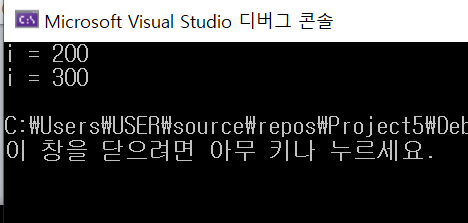 Microsoft Visual Studio 디버그 콘솔
i = 200
i = 300
C:₩Users₩USER₩source₩repos₩Project5₩Deb
이 창을 닫으려면 아무 키나 누르세요.